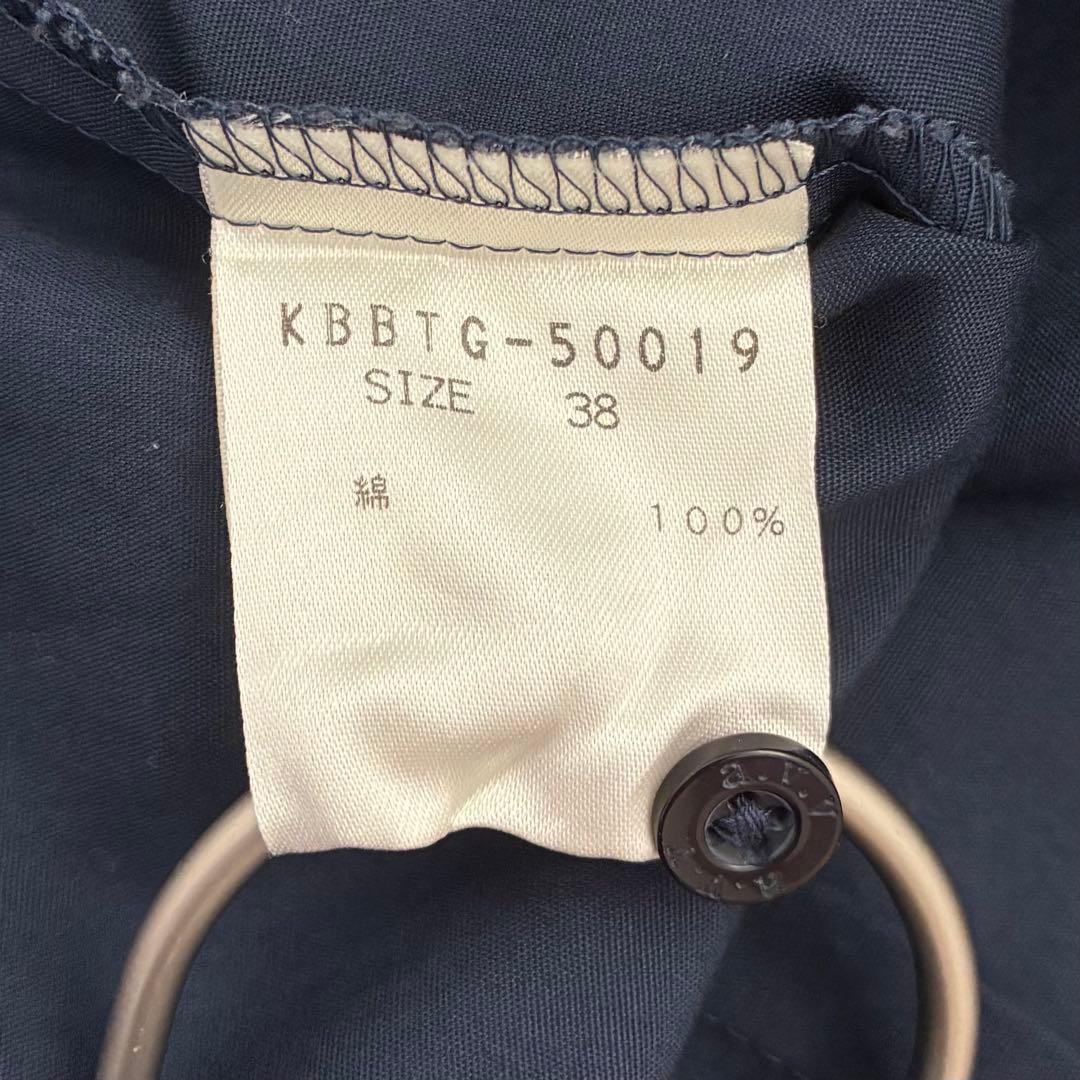 KBBTG-50019
SIZE 38
綿 100%
a.r.